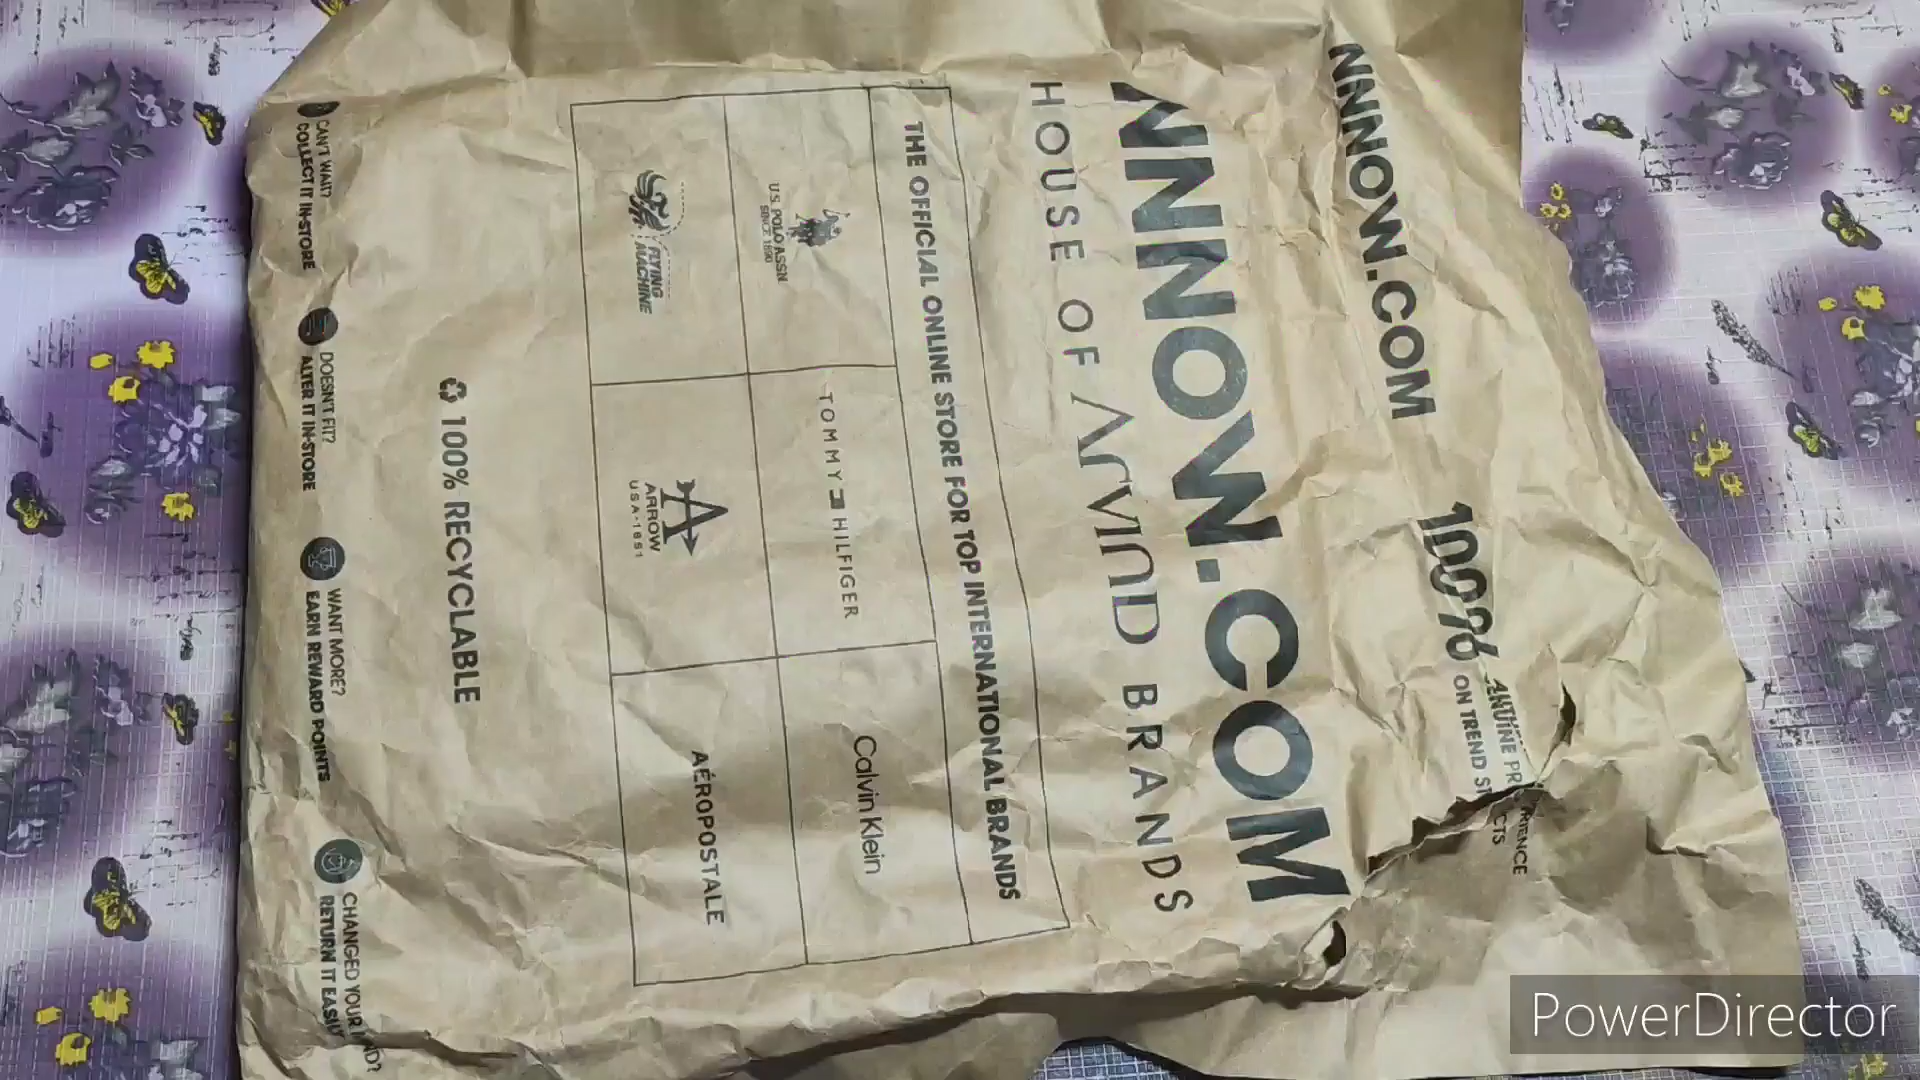 NNNOW.COM
100%
ON TREND
NNNOW.COM
HOUSE OF ARVIND BRANDS
THE OFFICIAL ONLINE STORE FOR TOP INTERNATIONAL BRANDS
U.S. POLO ASSN
SINCE 1890
TOMMY HILFIGER
Calvin Klein
FLYING
MACHINE
ARROW
USA·1851
AÉROPOSTALE
100% RECYCLABLE
CAN'T WAIT?
COLLECT IT IN-STORE
DOESN'T FIT?
ALTER IT IN-STORE
WANT MORE?
EARN REWARD POINTS
CHANGED YOUR
RETURN IT EASILY
PowerDirector